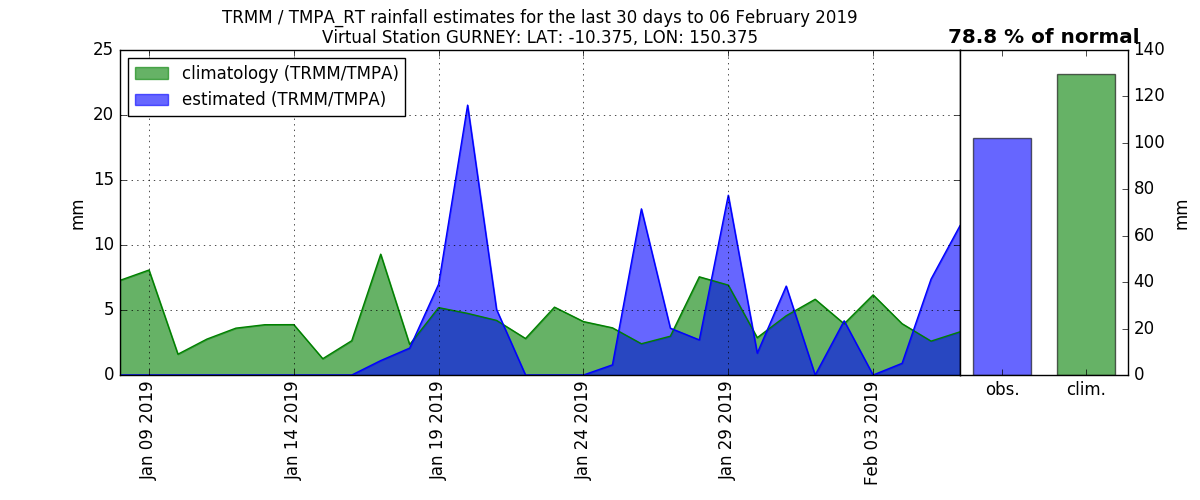 TRMM / TMPA_RT rainfall estimates for the last 30 days to 06 February 2019
Virtual Station GURNEY: LAT: -10.375, LON: 150.375
78.8 % of normal
climatology (TRMM/TMPA)
estimated (TRMM/TMPA)
25
20
15
10
5
0
mm
Jan 09 2019
Jan 14 2019
Jan 19 2019
Jan 24 2019
Jan 29 2019
Feb 03 2019
140
120
100
80
60
40
20
0
mm
obs.
clim.